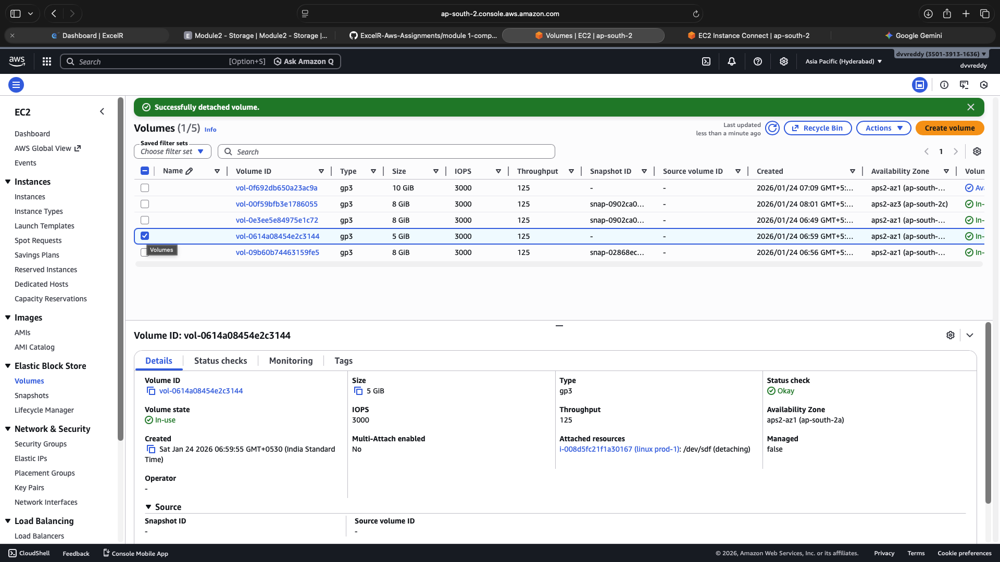 ap-south-2.console.aws.amazon.com
Dashboard | ExcelR
Module2 - Storage | Module2 - Storage |...
ExcelR-Aws-Assignments/module 1-comp...
Volumes | EC2 | ap-south-2
EC2 Instance Connect | ap-south-2
Google Gemini
aws
Search
[Option+S]
Ask Amazon Q
Asia Pacific (Hyderabad)
dvvreddy (3501-3913-1636)
dvvreddy
EC2
Dashboard
AWS Global View
Events
Instances
Instances
Instance Types
Launch Templates
Spot Requests
Savings Plans
Reserved Instances
Dedicated Hosts
Capacity Reservations
Images
AMIs
AMI Catalog
Elastic Block Store
Volumes
Snapshots
Lifecycle Manager
Network & Security
Security Groups
Elastic IPs
Placement Groups
Key Pairs
Network Interfaces
Load Balancing
Load Balancers
Successfully detached volume.
Volumes (1/5) Info
Last updated
less than a minute ago
Recycle Bin
Actions
Create volume
Saved filter sets
Choose filter set
Search
1
Name Volume ID Type Size IOPS Throughput Snapshot ID Source volume ID Created Availability Zone Volun
vol-0f692db650a23ac9a gp3 10 GiB 3000 125 - - 2026/01/24 07:09 GMT+5:... aps2-az1 (ap-south-... Av
vol-00f59bfb3e1786055 gp3 8 GiB 3000 125 snap-0902ca0... - 2026/01/24 08:01 GMT+5:... aps2-az3 (ap-south-2c) In-
vol-0e3ee5e84975e1c72 gp3 8 GiB 3000 125 snap-0902ca0... - 2026/01/24 06:49 GMT+5:... aps2-az1 (ap-south-... In-
vol-0614a08454e2c3144 gp3 5 GiB 3000 125 - - 2026/01/24 06:59 GMT+5:... aps2-az1 (ap-south-... In-
Volumes
vol-09b60b74463159fe5 gp3 8 GiB 3000 125 snap-02868ec... - 2026/01/24 06:56 GMT+5:... aps2-az1 (ap-south-... In-
Volume ID: vol-0614a08454e2c3144
Details
Status checks
Monitoring
Tags
Volume ID
vol-0614a08454e2c3144
Size
5 GiB
Type
gp3
Status check
Okay
Volume state
In-use
IOPS
3000
Throughput
125
Availability Zone
aps2-az1 (ap-south-2a)
Created
Sat Jan 24 2026 06:59:55 GMT+0530 (India Standard
Time)
Multi-Attach enabled
No
Attached resources
i-008d5fc21f1a30167 (linux prod-1): /dev/sdf (detaching)
Managed
false
Operator
-
Source
Snapshot ID
-
Source volume ID
-
CloudShell
Feedback
Console Mobile App
© 2026, Amazon Web Services, Inc. or its affiliates.
Privacy
Terms
Cookie preferences